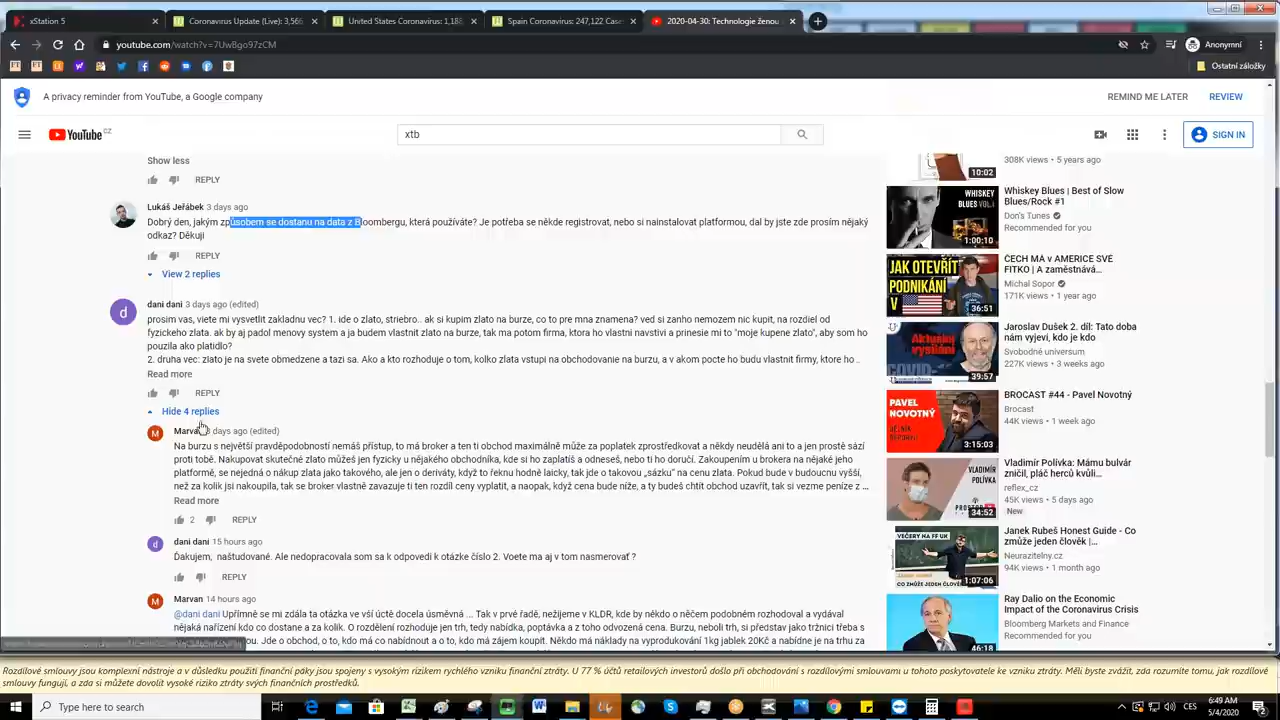 xStation 5
Coronavirus Update (Live): 3,566
United States Coronavirus: 1,188
Spain Coronavirus: 247,122 Cases
2020-04-30: Technologie ženou
youtube.com/watch?v=7UwBgo97zCM
Anonymní
Ostatní záložky
A privacy reminder from YouTube, a Google company
REMIND ME LATER
REVIEW
YouTube CZ
xtb
SIGN IN
Show less
REPLY
Lukáš Jeřábek 3 days ago
Dobrý den, jakým způsobem se dostanu na data z Bloombergu, která používáte? Je potřeba se někde registrovat, nebo si nainstalovat platformu, dal by jste zde prosím nějaký
odkaz? Děkuji
REPLY
View 2 replies
dani dani 3 days ago (edited)
prosim vas, viete mi vysvetlit zasadnu vec? 1. ide o zlato, striebro.. ak si kupim zlato na burze, co to pre mna znamena? ved si zanho nemozem nic kupit, na rozdiel od
fyzickeho zlata. ak by aj padol menovy system a ja budem vlastnit zlato na burze, tak ma potom firma, ktora ho vlastni navstivi a prinesie mi to "moje kupene zlato", aby som ho
pouzila ako platidlo?
2. druha vec: zlato je na svete obmedzene a tazi sa. Ako a kto rozhoduje o tom, kolko zlata vstupi na obchodovanie na burzu, a v akom pocte ho budu vlastnit firmy, ktore ho ..
Read more
REPLY
Hide 4 replies
Marvan days ago (edited)
Na burzu s největší pravděpodobností nemáš přístup, to má broker a ten ti obchod maximálně může za poplatek zprostředkovat a někdy neudělá ani to a jen prostě sází
proti tobě. Nakupovat skutečné zlato můžeš jen fyzicky u nějakého obchodníka, kde si ho zaplatíš a odneseš, nebo ti ho doručí. Zakoupením u brokera na nějaké jeho
platformě, se nejedná o nákup zlata jako takového, ale jen o deriváty, když to řeknu hodně laicky, tak jde o takovou „sázku" na cenu zlata. Pokud bude v budoucnu vyšší,
než za kolik jsi nakoupila, tak se broker vlastně zavazuje ti ten rozdíl ceny vyplatit, a naopak, když cena bude níže, a ty budeš chtít obchod uzavřít, tak si vezme peníze z ...
Read more
2 REPLY
dani dani 15 hours ago
Ďakujem, naštudované. Ale nedopracovala som sa k odpovedi k otázke číslo 2. Voete ma aj v tom nasmerovať ?
REPLY
Marvan 14 hours ago
@dani dani Upřímně se mi zdála ta otázka ve vší úctě docela úsměvná ... Tak v prvé řadě, nežijeme v KLDR, kde by někdo o něčem podobném rozhodoval a vydával
nějaká nařízení kdo co dostane a za kolik. O rozdělení rozhoduje jen trh, tedy nabídka, poptávka a z toho odvozená cena. Burzu, neboli trh, si představ jako tržnici třeba s
Jde o obchod, o to, kdo má co nabídnout a o to, kdo má zájem koupit. Někdo má náklady na vyprodukování 1kg jablek 20Kč a nabídne je na trhu za
308K views • 5 years ago
10:02
WHISKEY
BLUES
1:00:10
Whiskey Blues | Best of Slow
Blues/Rock #1
Don's Tunes
Recommended for you
JAK OTEVŘÍT
PODNIKÁNÍ
V
36:51
ČECH MÁ v AMERICE SVÉ
FITKO | A zaměstnává...
Michal Sopor
171K views • 1 year ago
Aktuální
vysílání
COVID
39:57
Jaroslav Dušek 2. díl: Tato doba
nám vyjeví, kdo je kdo
Svobodné universum
227K views • 3 weeks ago
PAVEL
NOVOTNÝ
3:15:03
BROCAST #44 - Pavel Novotný
Brocast
44K views • 1 week ago
VLADIMÍR
POLÍVKA
34:52
Vladimír Polívka: Mámu bulvár
zničil, pláč herců kvůli...
reflex_cz
45K views • 5 days ago
New
VEČERY NA FF UK
CO ZMŮŽE JEDEN ČLOVĚK
1:07:06
Janek Rubeš Honest Guide - Co
zmůže jeden člověk |...
Neurazitelny.cz
94K views • 1 month ago
46:18
Ray Dalio on the Economic
Impact of the Coronavirus Crisis
Bloomberg Markets and Finance
Recommended for you
Rozdílové smlouvy jsou komplexní nástroje a v důsledku použití finanční páky jsou spojeny s vysokým rizikem rychlého vzniku finanční ztráty. U 77 % účtů retailových investorů došlo při obchodování s rozdílovými smlouvami u tohoto poskytovatele ke vzniku ztráty. Měli byste zvážit, zda rozumíte tomu, jak rozdílové
smlouvy fungují, a zda si můžete dovolit vysoké riziko ztráty svých finančních prostředků.
Type here to search
CES
6:49 AM
5/4/2020